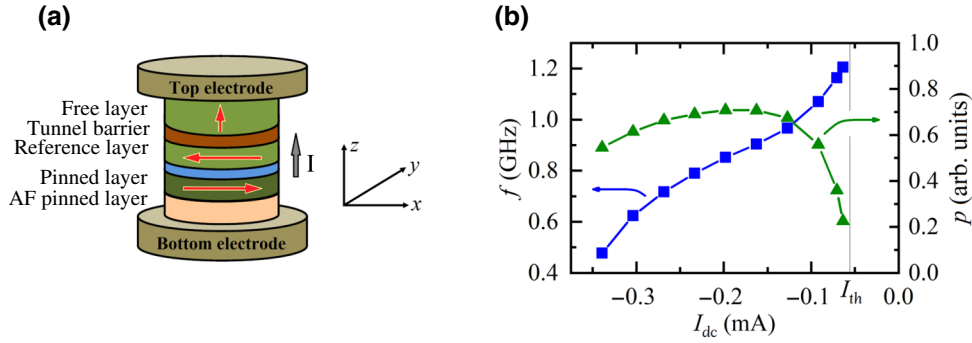 (a)
Top electrode
Free layer
Tunnel barrier
Reference layer
Pinned layer
AF pinned layer
Bottom electrode
I
z
y
x
(b)
1.2
1.0
0.8
0.6
0.4
f (GHz)
1.0
0.8
0.6
0.4
0.2
0.0
p (arb. units)
−0.3
−0.2
−0.1
I_th
0.0
I_dc (mA)